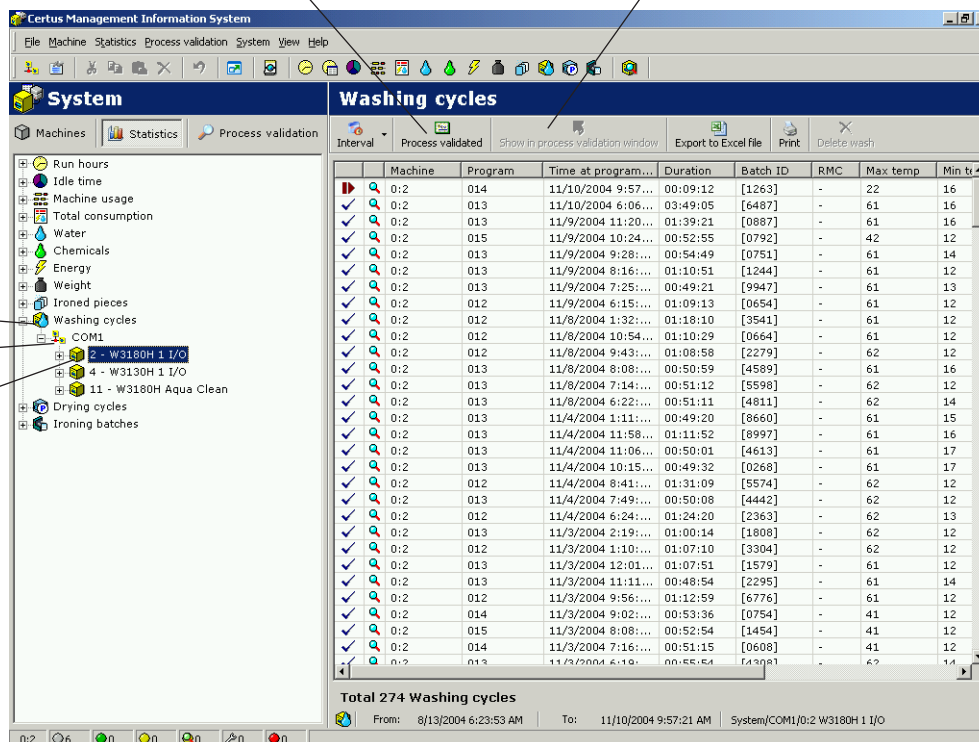 Certus Management Information System
File Machine Statistics Process validation System View Help
System
Washing cycles
Machines Statistics Process validation
Interval Process validated Show in process validation window Export to Excel file Print Delete wash
Run hours
Idle time
Machine usage
Total consumption
Water
Chemicals
Energy
Weight
Ironed pieces
Washing cycles
COM1
2 - W3180H 1 I/O
4 - W3130H 1 I/O
11 - W3180H Aqua Clean
Drying cycles
Ironing batches
Machine Program Time at program... Duration Batch ID RMC Max temp Min te
0:2 014 11/10/2004 9:57... 00:09:12 [1263] - 22 16
0:2 013 11/10/2004 6:06... 03:49:05 [6487] - 61 16
0:2 013 11/9/2004 11:20... 01:39:21 [0887] - 61 16
0:2 015 11/9/2004 10:24... 00:52:55 [0792] - 42 12
0:2 013 11/9/2004 9:28:... 00:54:49 [0751] - 61 14
0:2 013 11/9/2004 8:16:... 01:10:51 [1244] - 61 12
0:2 013 11/9/2004 7:25:... 00:49:21 [9947] - 61 13
0:2 012 11/9/2004 6:15:... 01:09:13 [0654] - 61 12
0:2 012 11/8/2004 1:32:... 01:18:10 [3541] - 61 12
0:2 012 11/8/2004 10:54... 01:10:29 [0664] - 61 12
0:2 012 11/8/2004 9:43:... 01:08:58 [2279] - 62 12
0:2 013 11/8/2004 8:08:... 00:50:59 [4589] - 61 16
0:2 013 11/8/2004 7:14:... 00:51:12 [5598] - 62 12
0:2 013 11/8/2004 6:22:... 00:51:11 [4811] - 62 14
0:2 013 11/4/2004 1:11:... 00:49:20 [8660] - 61 15
0:2 013 11/4/2004 11:58... 01:11:52 [8997] - 61 16
0:2 013 11/4/2004 11:06... 00:50:01 [4613] - 61 17
0:2 013 11/4/2004 10:15... 00:49:32 [0268] - 61 17
0:2 012 11/4/2004 8:41:... 01:31:09 [5574] - 62 12
0:2 013 11/4/2004 7:49:... 00:50:08 [4442] - 62 12
0:2 012 11/4/2004 6:24:... 01:24:20 [2363] - 62 13
0:2 013 11/3/2004 2:19:... 01:00:14 [1808] - 62 12
0:2 012 11/3/2004 1:10:... 01:07:10 [3304] - 62 12
0:2 013 11/3/2004 12:01... 01:07:51 [1579] - 61 12
0:2 013 11/3/2004 11:11... 00:48:54 [2295] - 61 14
0:2 012 11/3/2004 9:56:... 01:12:59 [6776] - 61 12
0:2 014 11/3/2004 9:02:... 00:53:36 [0754] - 41 12
0:2 015 11/3/2004 8:08:... 00:52:54 [1454] - 41 12
0:2 014 11/3/2004 7:16:... 00:51:15 [0608] - 41 12
0:2 013 11/3/2004 6:19: 00:55:54 [4308] - 62 14
Total 274 Washing cycles
From: 8/13/2004 6:23:53 AM To: 11/10/2004 9:57:21 AM System/COM1/0:2 W3180H 1 I/O
0:2 6 0 0 0 0 0